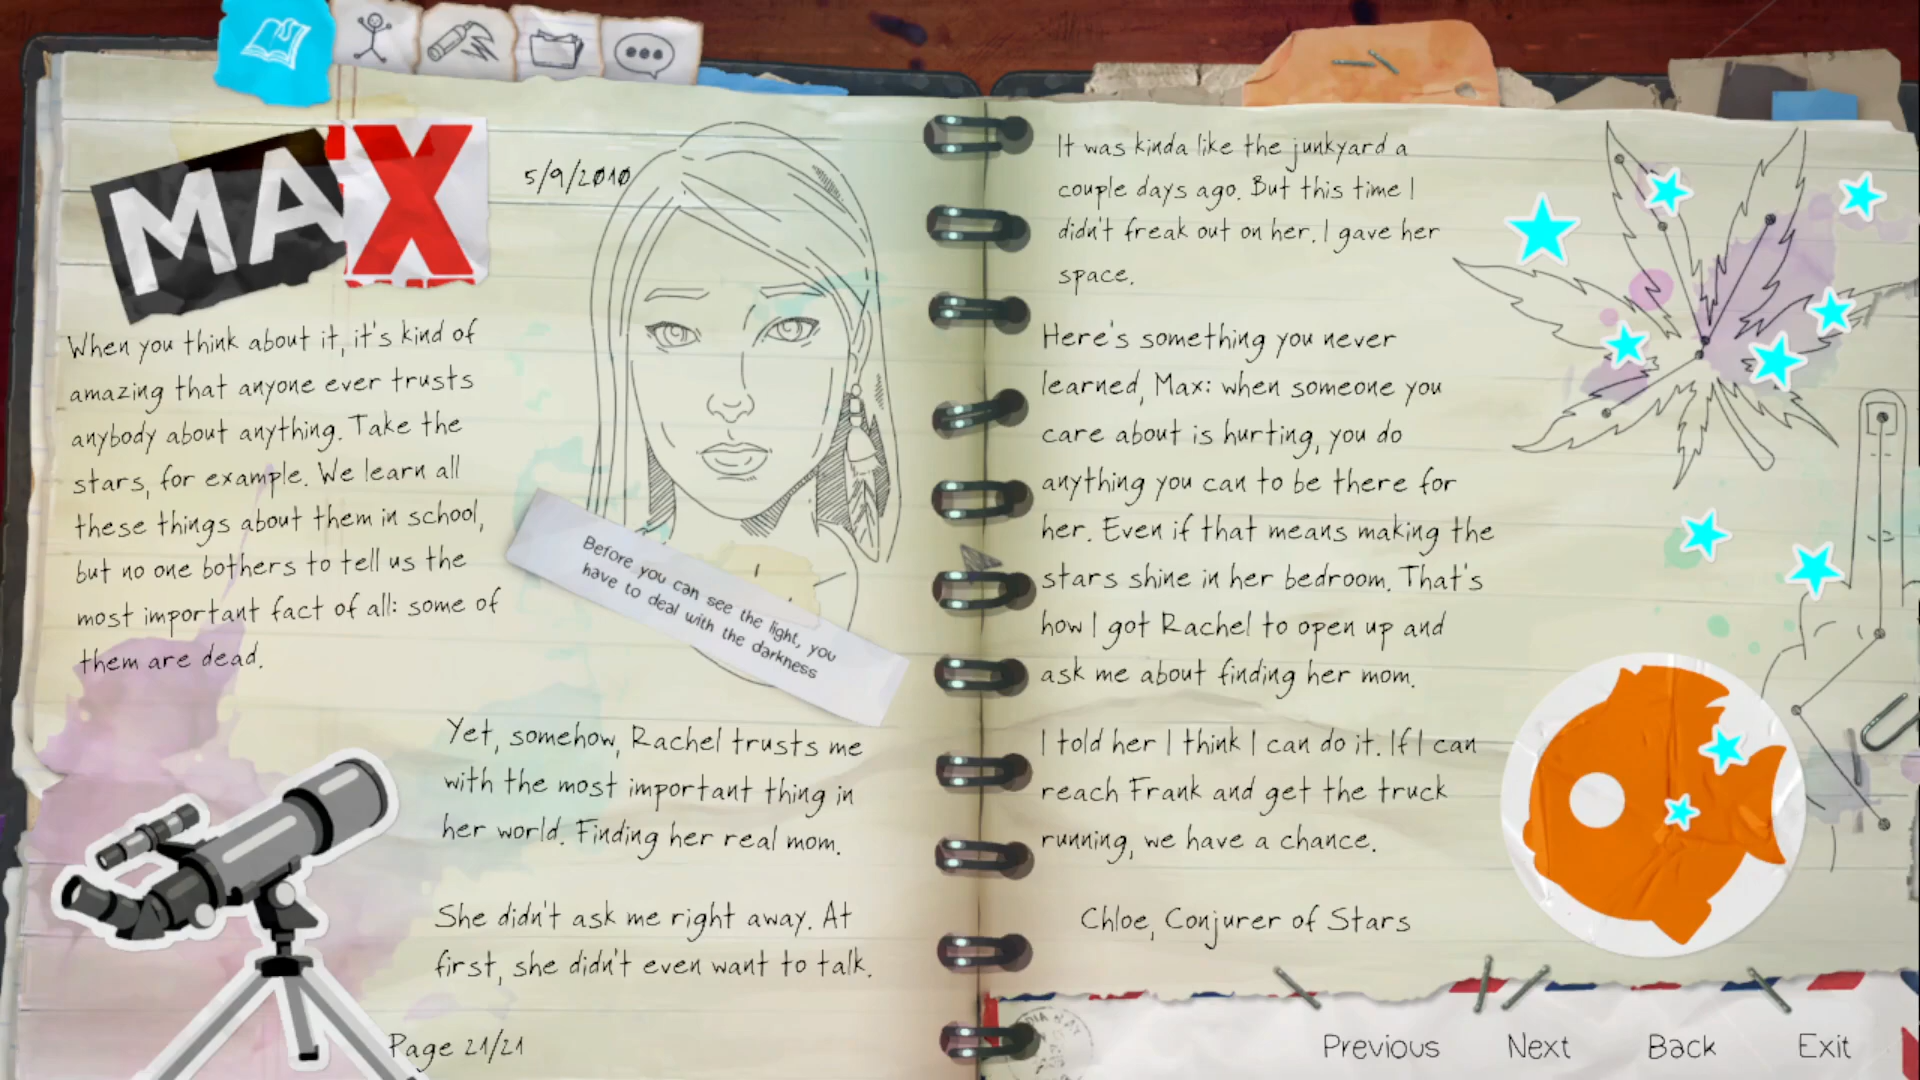 MAX
5/9/2010
When you think about it, it's kind of
amazing that anyone ever trusts
anybody about anything. Take the
stars, for example. We learn all
these things about them in school,
but no one bothers to tell us the
most important fact of all: some of
them are dead.
Before you can see the light, you
have to deal with the darkness
Yet, somehow, Rachel trusts me
with the most important thing in
her world. Finding her real mom.
She didn't ask me right away. At
first, she didn't even want to talk.
Page 21/21
It was kinda like the junkyard a
couple days ago. But this time I
didn't freak out on her. I gave her
space.
Here's something you never
learned, Max: when someone you
care about is hurting, you do
anything you can to be there for
her. Even if that means making the
stars shine in her bedroom. That's
how I got Rachel to open up and
ask me about finding her mom.
I told her I think I can do it. If I can
reach Frank and get the truck
running, we have a chance.
Chloe, Conjurer of Stars
Previous Next Back Exit